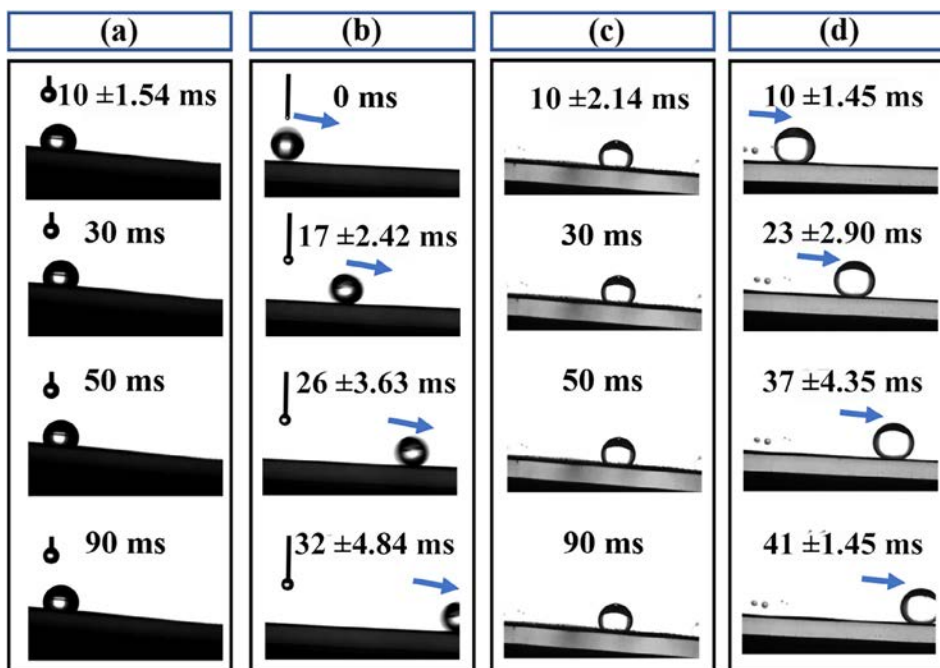 (a)
(b)
(c)
(d)
10 ±1.54 ms
0 ms
10 ±2.14 ms
10 ±1.45 ms
30 ms
17 ±2.42 ms
30 ms
23 ±2.90 ms
50 ms
26 ±3.63 ms
50 ms
37 ±4.35 ms
90 ms
32 ±4.84 ms
90 ms
41 ±1.45 ms